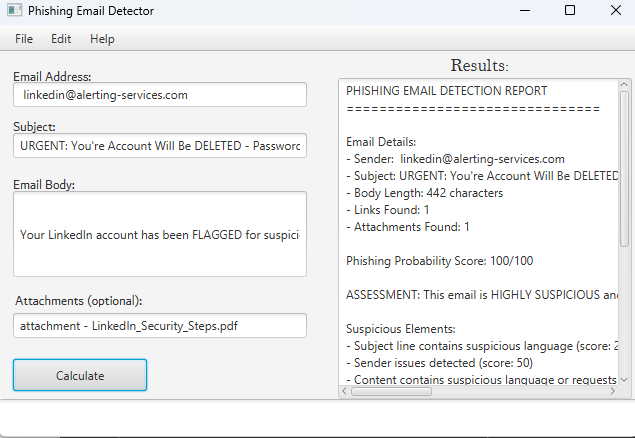 Phishing Email Detector
File Edit Help
Email Address:
linkedin@alerting-services.com
Subject:
URGENT: You're Account Will Be DELETED - Password
Email Body:
Your LinkedIn account has been FLAGGED for suspici
Attachments (optional):
attachment - LinkedIn_Security_Steps.pdf
Calculate
Results:
PHISHING EMAIL DETECTION REPORT
===============================
Email Details:
- Sender:  linkedin@alerting-services.com
- Subject: URGENT: You're Account Will Be DELETED
- Body Length: 442 characters
- Links Found: 1
- Attachments Found: 1
Phishing Probability Score: 100/100
ASSESSMENT: This email is HIGHLY SUSPICIOUS and
Suspicious Elements:
- Subject line contains suspicious language (score: 2
- Sender issues detected (score: 50)
- Content contains suspicious language or requests